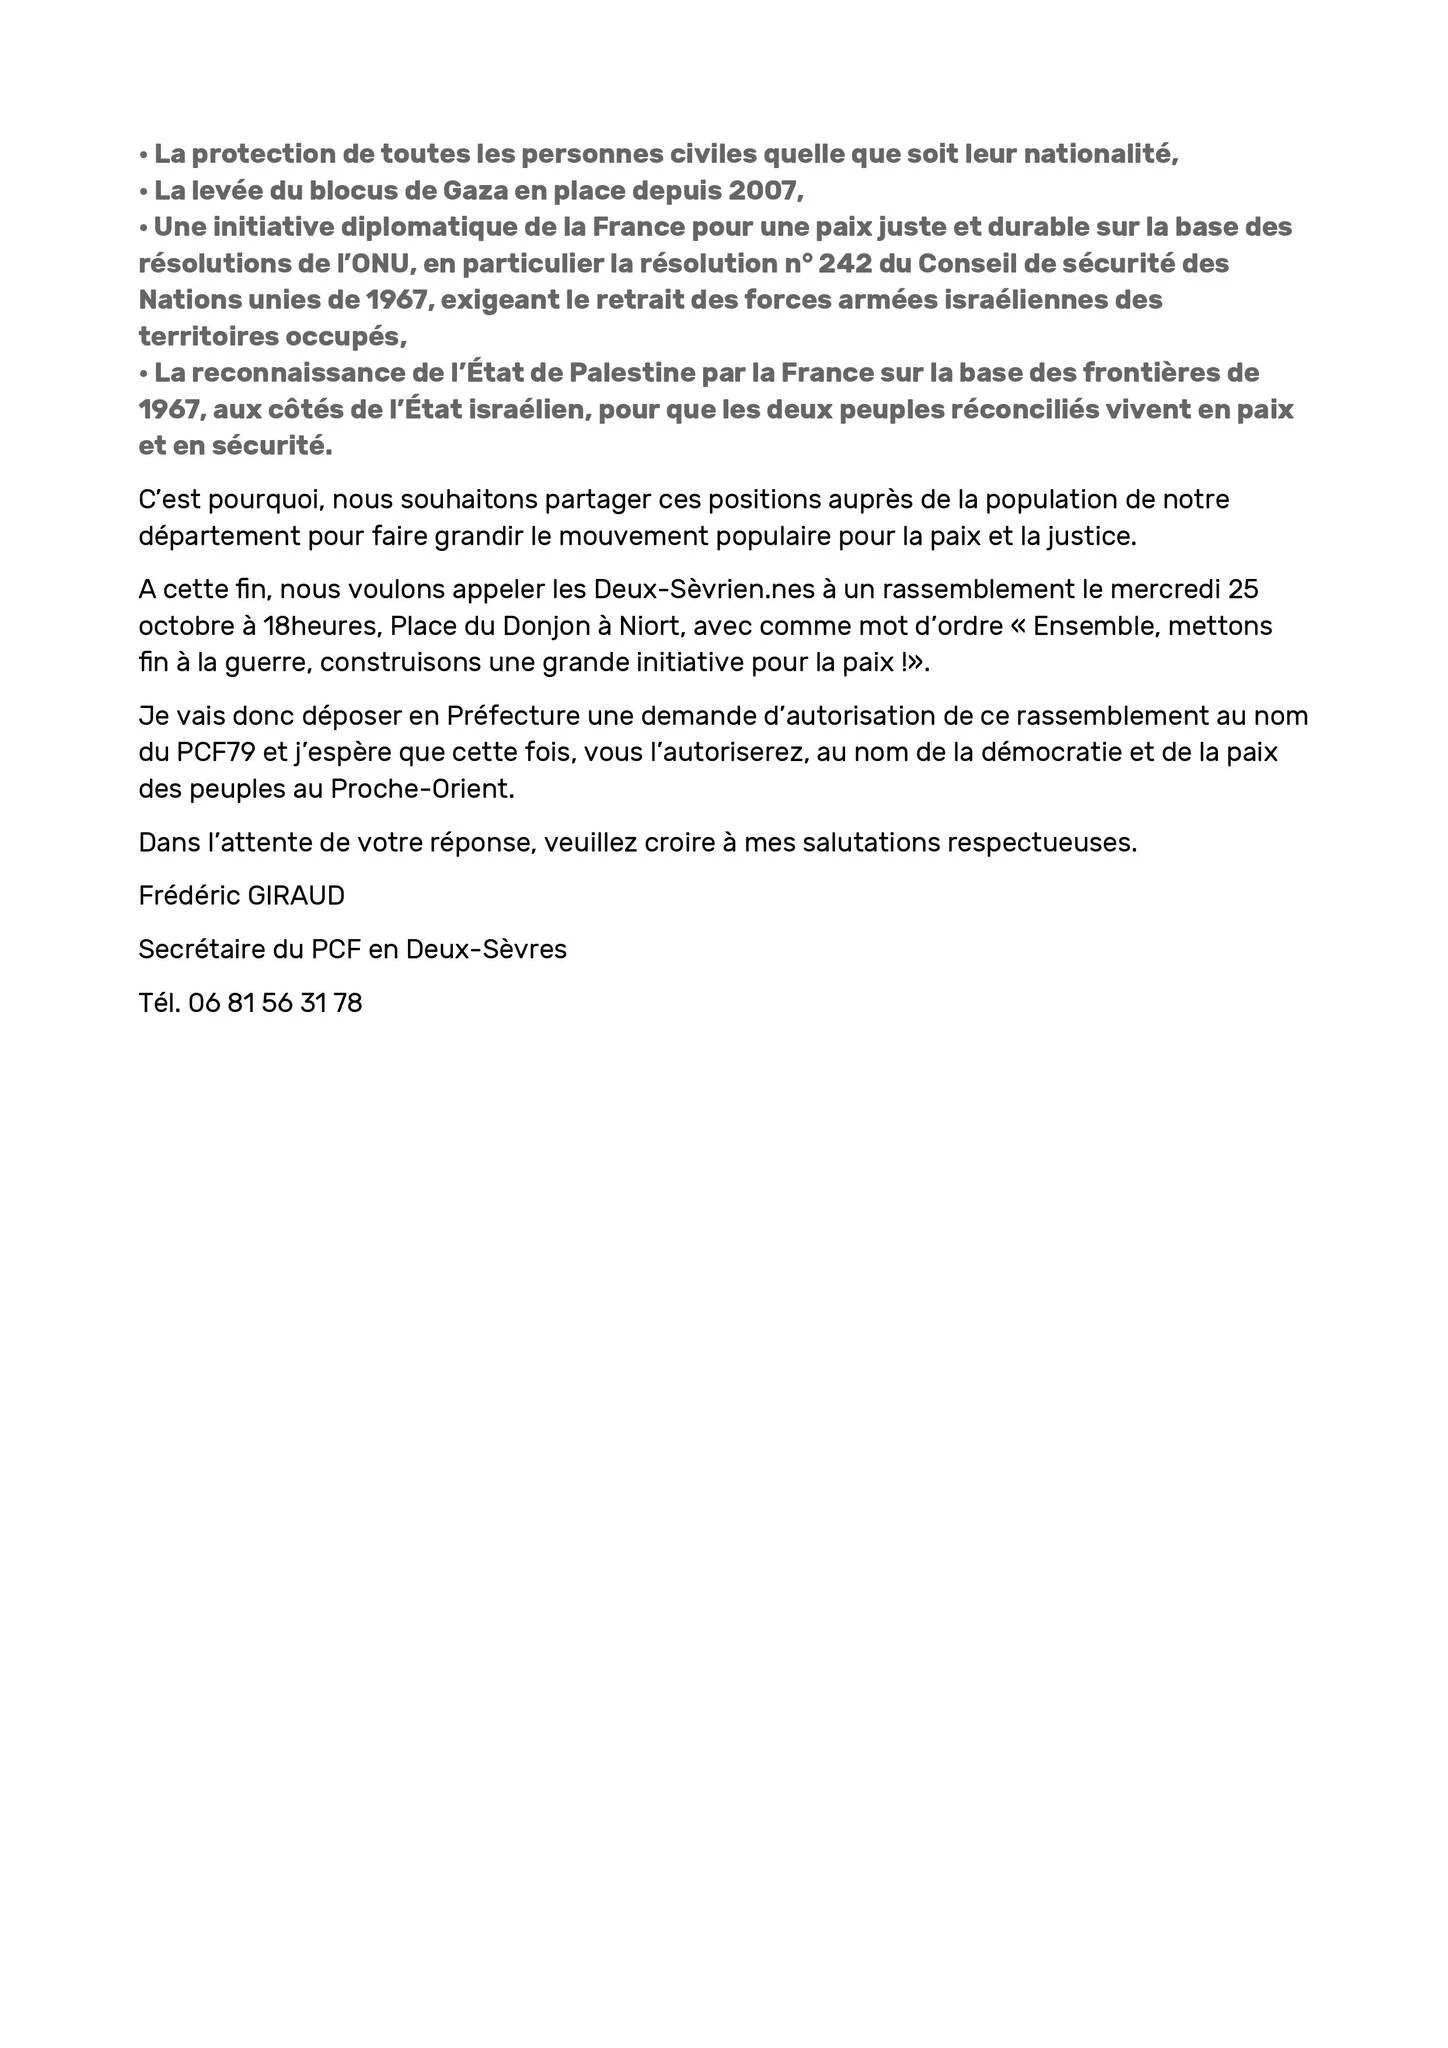 • La protection de toutes les personnes civiles quelle que soit leur nationalité,
• La levée du blocus de Gaza en place depuis 2007,
• Une initiative diplomatique de la France pour une paix juste et durable sur la base des
résolutions de l’ONU, en particulier la résolution n° 242 du Conseil de sécurité des
Nations unies de 1967, exigeant le retrait des forces armées israéliennes des
territoires occupés,
• La reconnaissance de l’État de Palestine par la France sur la base des frontières de
1967, aux côtés de l’État israélien, pour que les deux peuples réconciliés vivent en paix
et en sécurité.
C’est pourquoi, nous souhaitons partager ces positions auprès de la population de notre
département pour faire grandir le mouvement populaire pour la paix et la justice.
A cette fin, nous voulons appeler les Deux-Sèvrien.nes à un rassemblement le mercredi 25
octobre à 18heures, Place du Donjon à Niort, avec comme mot d’ordre « Ensemble, mettons
fin à la guerre, construisons une grande initiative pour la paix !».
Je vais donc déposer en Préfecture une demande d’autorisation de ce rassemblement au nom
du PCF79 et j’espère que cette fois, vous l’autoriserez, au nom de la démocratie et de la paix
des peuples au Proche-Orient.
Dans l’attente de votre réponse, veuillez croire à mes salutations respectueuses.
Frédéric GIRAUD
Secrétaire du PCF en Deux-Sèvres
Tél. 06 81 56 31 78